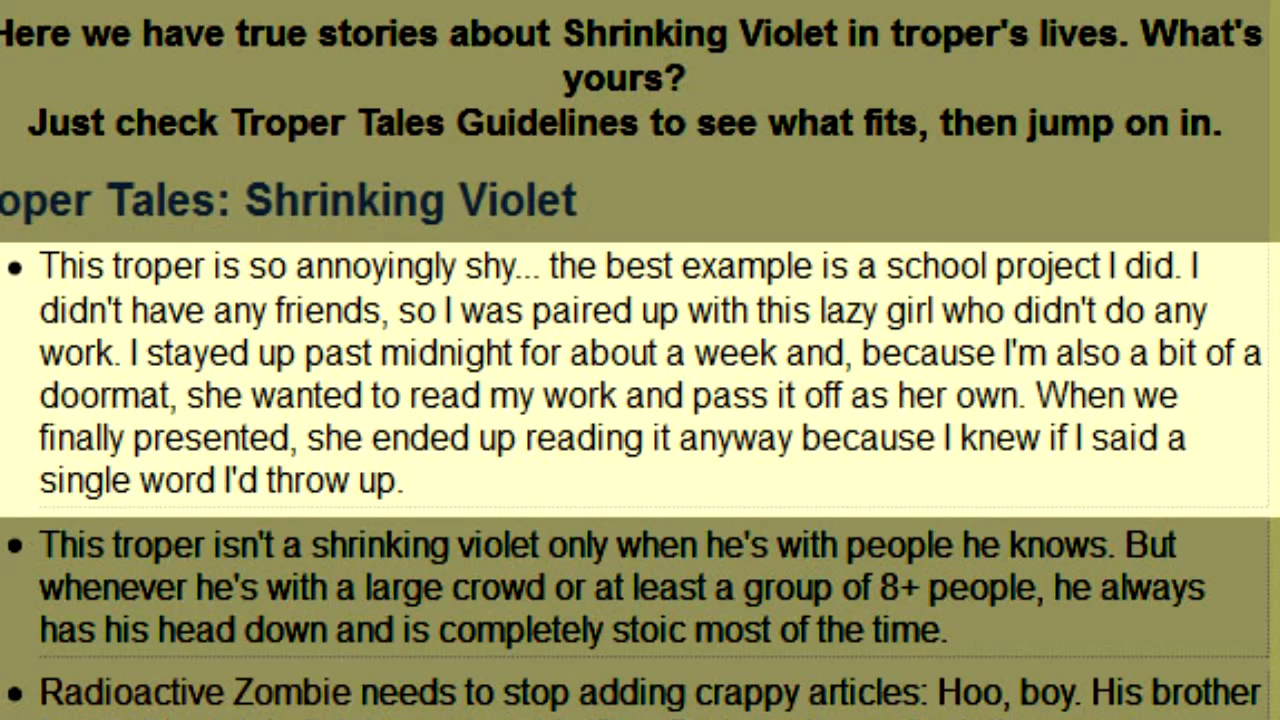 Here we have true stories about Shrinking Violet in troper's lives. What's
yours?
Just check Troper Tales Guidelines to see what fits, then jump on in.
oper Tales: Shrinking Violet
• This troper is so annoyingly shy... the best example is a school project I did. I
didn't have any friends, so I was paired up with this lazy girl who didn't do any
work. I stayed up past midnight for about a week and, because I'm also a bit of a
doormat, she wanted to read my work and pass it off as her own. When we
finally presented, she ended up reading it anyway because I knew if I said a
single word I'd throw up.
• This troper isn't a shrinking violet only when he's with people he knows. But
whenever he's with a large crowd or at least a group of 8+ people, he always
has his head down and is completely stoic most of the time.
• Radioactive Zombie needs to stop adding crappy articles: Hoo, boy. His brother